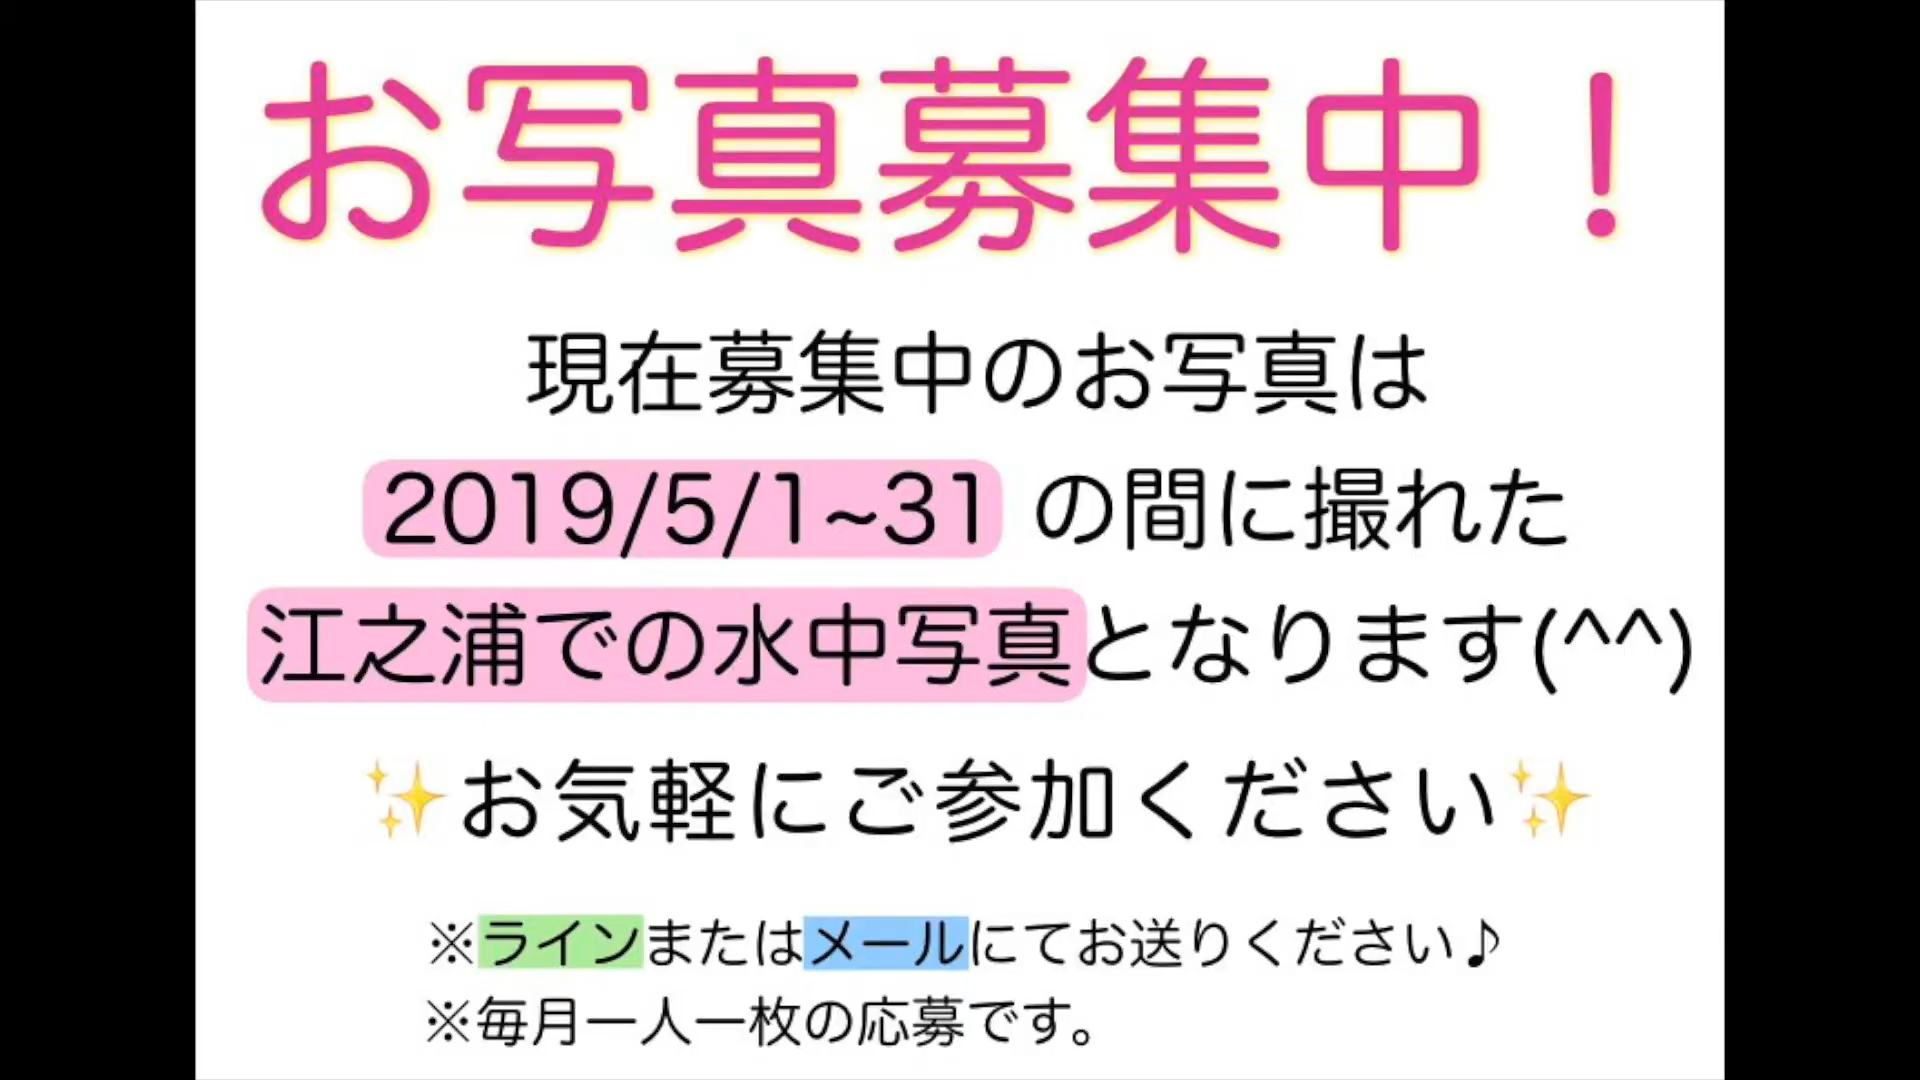 お写真募集中！
現在募集中のお写真は
2019/5/1~31 の間に撮れた
江之浦での水中写真となります(^^)
✨お気軽にご参加ください✨
※ラインまたはメールにてお送りください♪
※毎月一人一枚の応募です。